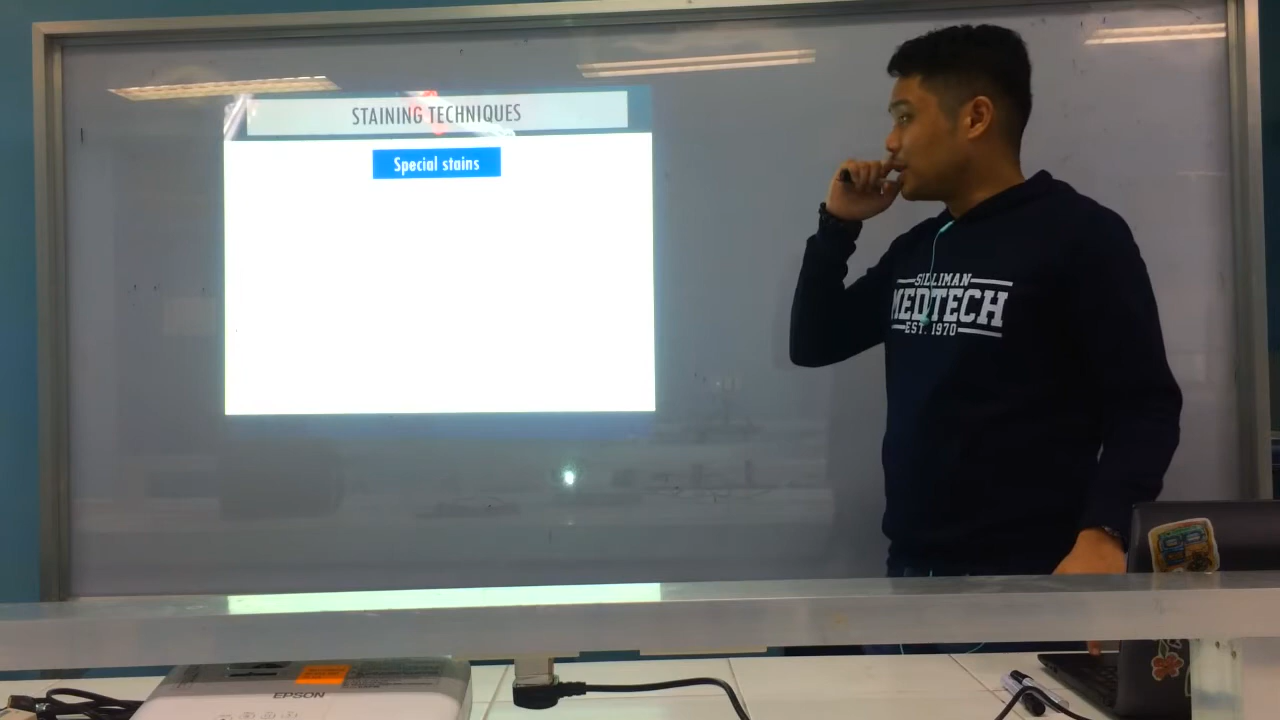 STAINING TECHNIQUES
Special stains
SILLIMAN
MEDTECH
EST. 1970
EPSON